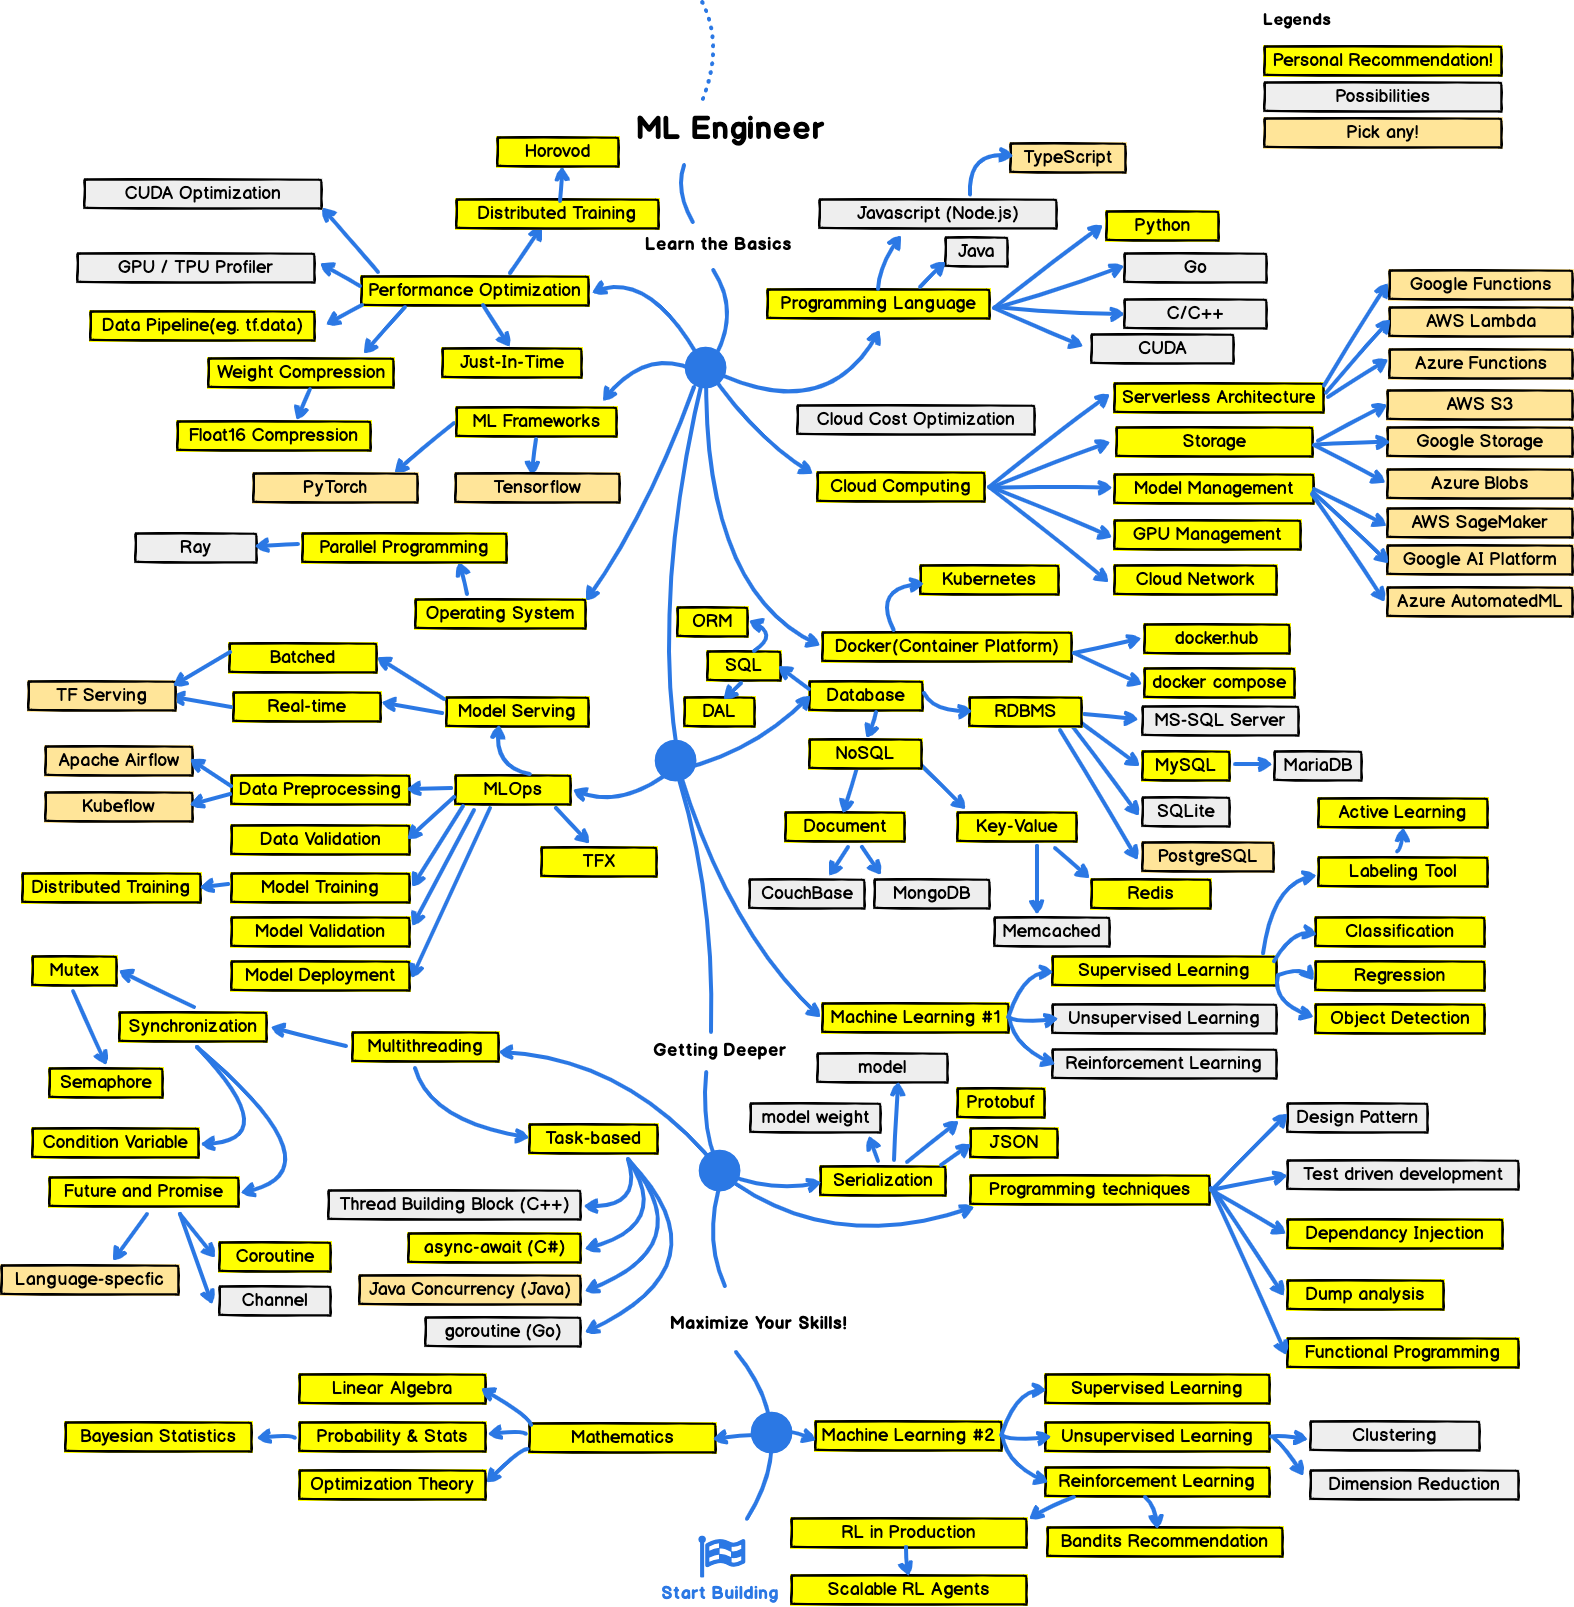 Legends
Personal Recommendation!
Possibilities
Pick any!
ML Engineer
Learn the Basics
Horovod
CUDA Optimization
Distributed Training
GPU / TPU Profiler
Performance Optimization
Data Pipeline(eg. tf.data)
Just-In-Time
Weight Compression
Float16 Compression
ML Frameworks
PyTorch
Tensorflow
Ray
Parallel Programming
Operating System
TypeScript
Javascript (Node.js)
Java
Python
Go
Programming Language
C/C++
CUDA
Google Functions
AWS Lambda
Azure Functions
Serverless Architecture
AWS S3
Cloud Cost Optimization
Storage
Google Storage
Cloud Computing
Azure Blobs
Model Management
AWS SageMaker
GPU Management
Google AI Platform
Cloud Network
Azure AutomatedML
Kubernetes
Docker(Container Platform)
docker.hub
docker compose
ORM
SQL
DAL
Database
RDBMS
MS-SQL Server
NoSQL
MySQL
MariaDB
SQLite
Document
Key-Value
PostgreSQL
CouchBase
MongoDB
Redis
Memcached
Batched
TF Serving
Real-time
Model Serving
Apache Airflow
Data Preprocessing
MLOps
Kubeflow
Data Validation
TFX
Distributed Training
Model Training
Model Validation
Model Deployment
Active Learning
Labeling Tool
Classification
Supervised Learning
Regression
Machine Learning #1
Unsupervised Learning
Object Detection
Reinforcement Learning
Getting Deeper
Mutex
Synchronization
Multithreading
Semaphore
Condition Variable
Task-based
Future and Promise
Thread Building Block (C++)
async-await (C#)
Coroutine
Language-specfic
Java Concurrency (Java)
Channel
goroutine (Go)
model
model weight
Protobuf
JSON
Serialization
Programming techniques
Design Pattern
Test driven development
Dependancy Injection
Dump analysis
Functional Programming
Maximize Your Skills!
Linear Algebra
Bayesian Statistics
Probability & Stats
Mathematics
Optimization Theory
Machine Learning #2
Supervised Learning
Unsupervised Learning
Clustering
Reinforcement Learning
Dimension Reduction
RL in Production
Bandits Recommendation
Scalable RL Agents
Start Building